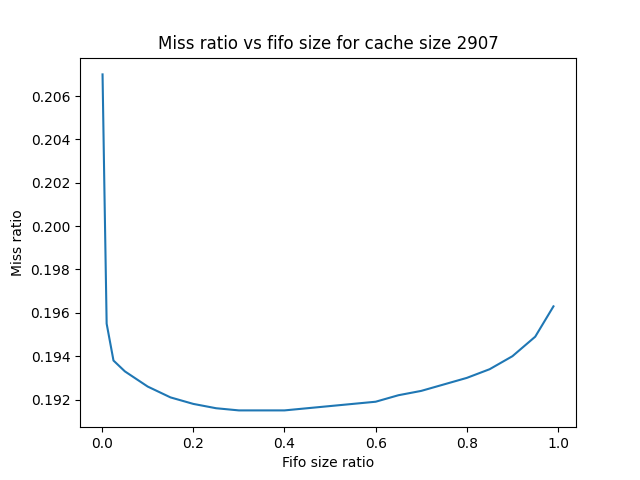 Miss ratio vs fifo size for cache size 2907
0.206
0.204
0.202
0.200
0.198
0.196
0.194
0.192
Miss ratio
0.0 0.2 0.4 0.6 0.8 1.0
Fifo size ratio